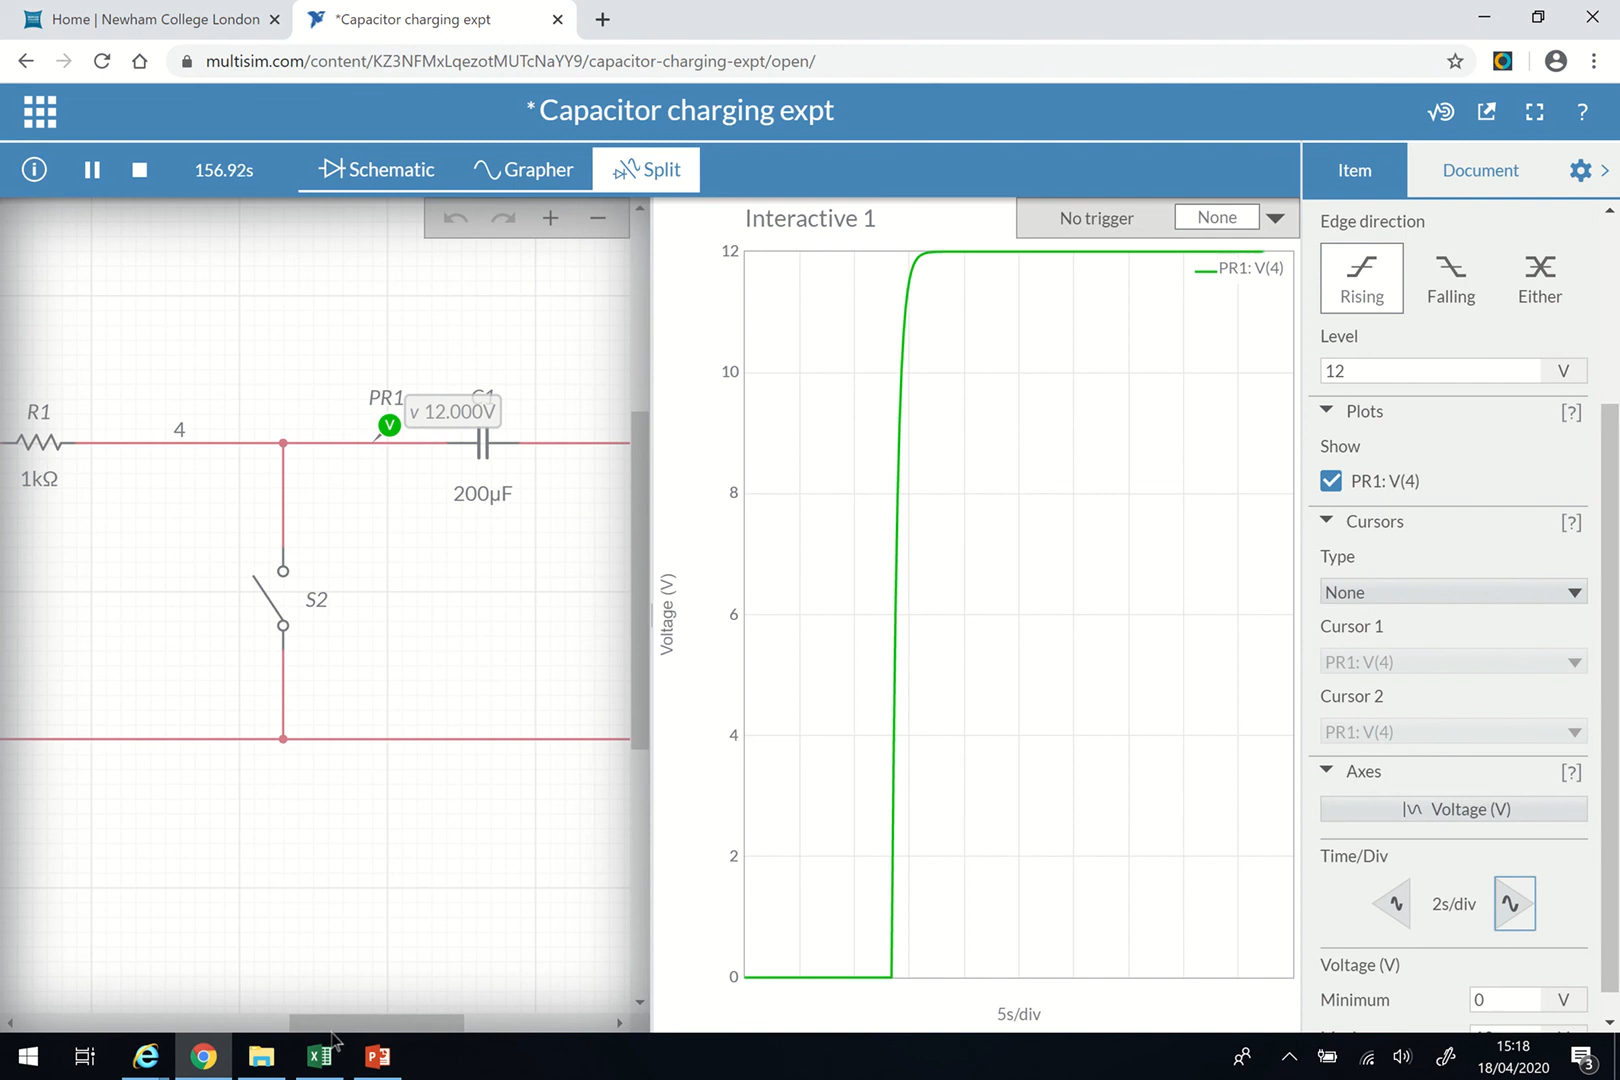 Home | Newham College London
*Capacitor charging expt
multisim.com/content/KZ3NFMxLqezotMUTcNaYY9/capacitor-charging-expt/open/
*Capacitor charging expt
?
156.92s
Schematic
Grapher
Split
Item
Document
Interactive 1
No trigger
None
PR1: V(4)
12
10
8
6
4
2
0
Voltage (V)
5s/div
R1
1kΩ
4
PR1
V
v 12.000V
C1
200µF
S2
Edge direction
Rising
Falling
Either
Level
12
V
Plots
[?]
Show
PR1: V(4)
Cursors
[?]
Type
None
Cursor 1
PR1: V(4)
Cursor 2
PR1: V(4)
Axes
[?]
Voltage (V)
Time/Div
2s/div
Voltage (V)
Minimum
0
V
15:18
18/04/2020
3